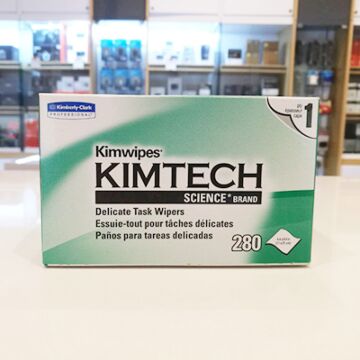 Kimberly-Clark
PROFESSIONAL*
1
Kimwipes®
KIMTECH
SCIENCE* BRAND
Delicate Task Wipers
Essuie-tout pour tâches délicates
Paños para tareas delicadas
280